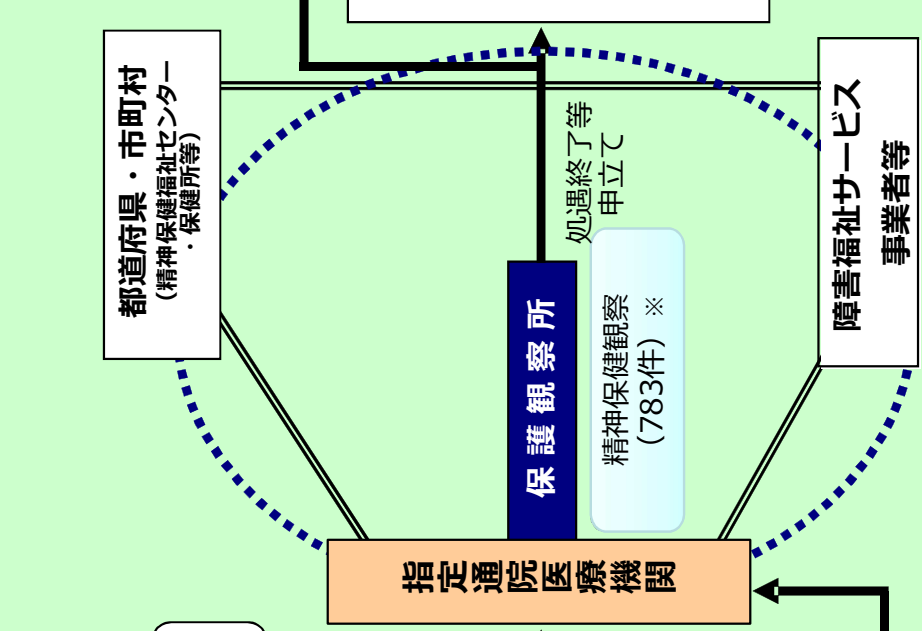 都道府県・市町村
(精神保健福祉センター
・保健所等)
処遇終了等
申立て
障害福祉サービス
事業者等
保護観察所
精神保健観察
(783件) ※
指定通院医療機関